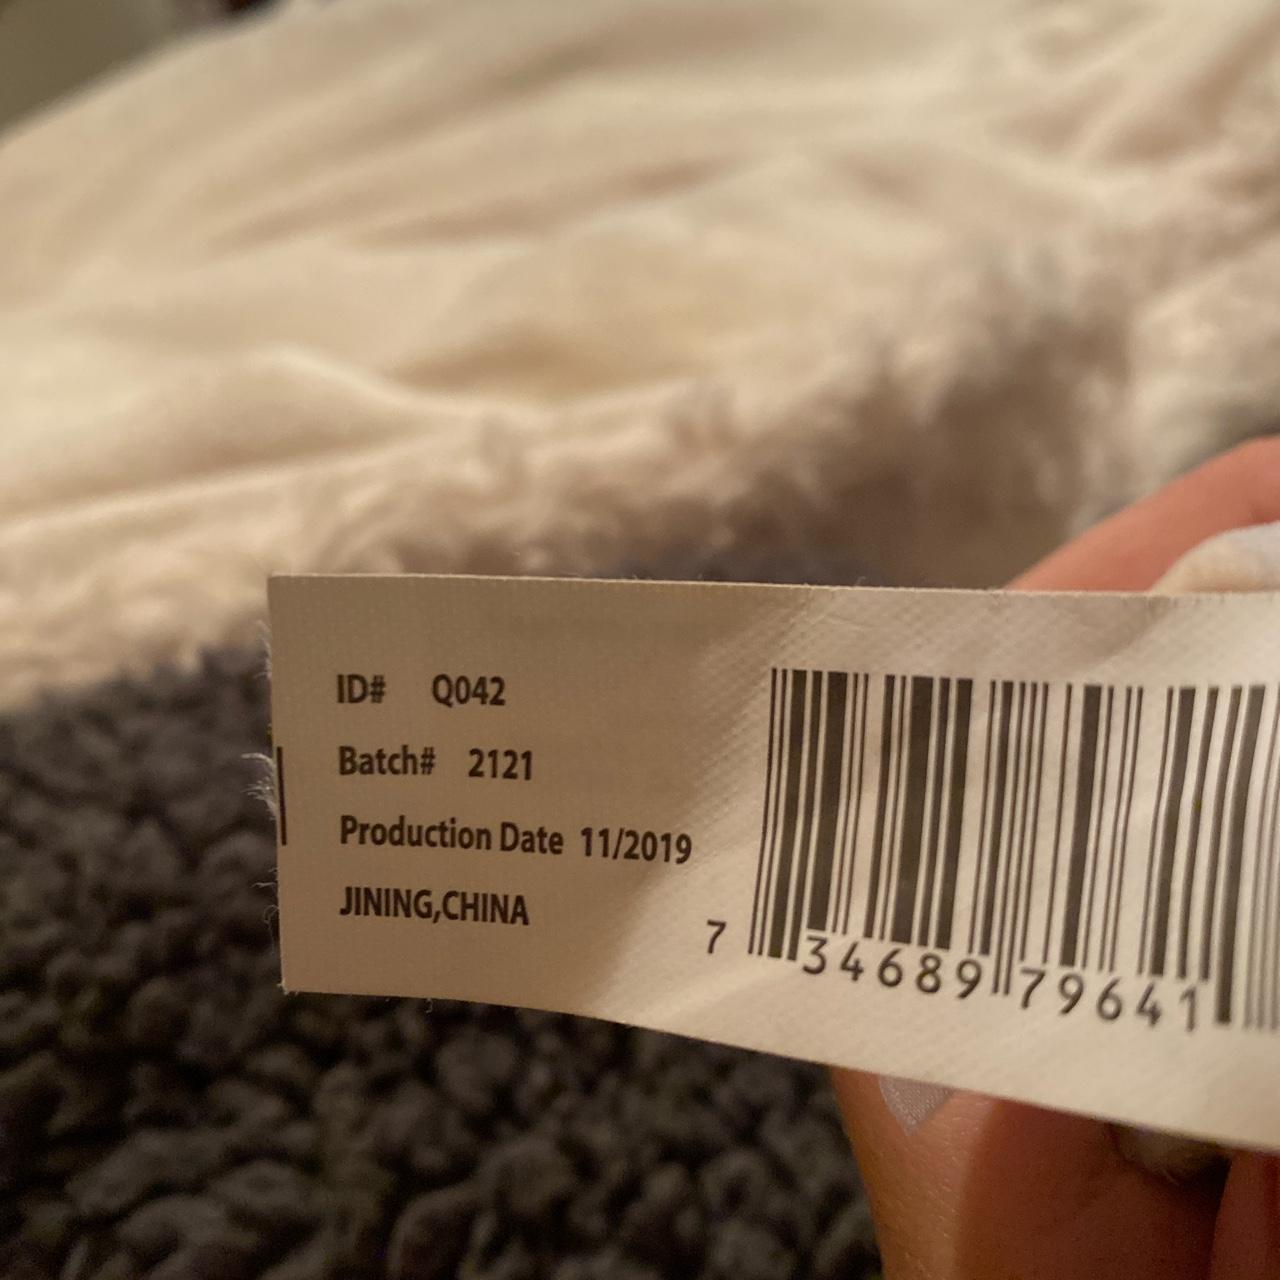 ID# Q042
Batch# 2121
Production Date 11/2019
JINING,CHINA
7 34689 79641